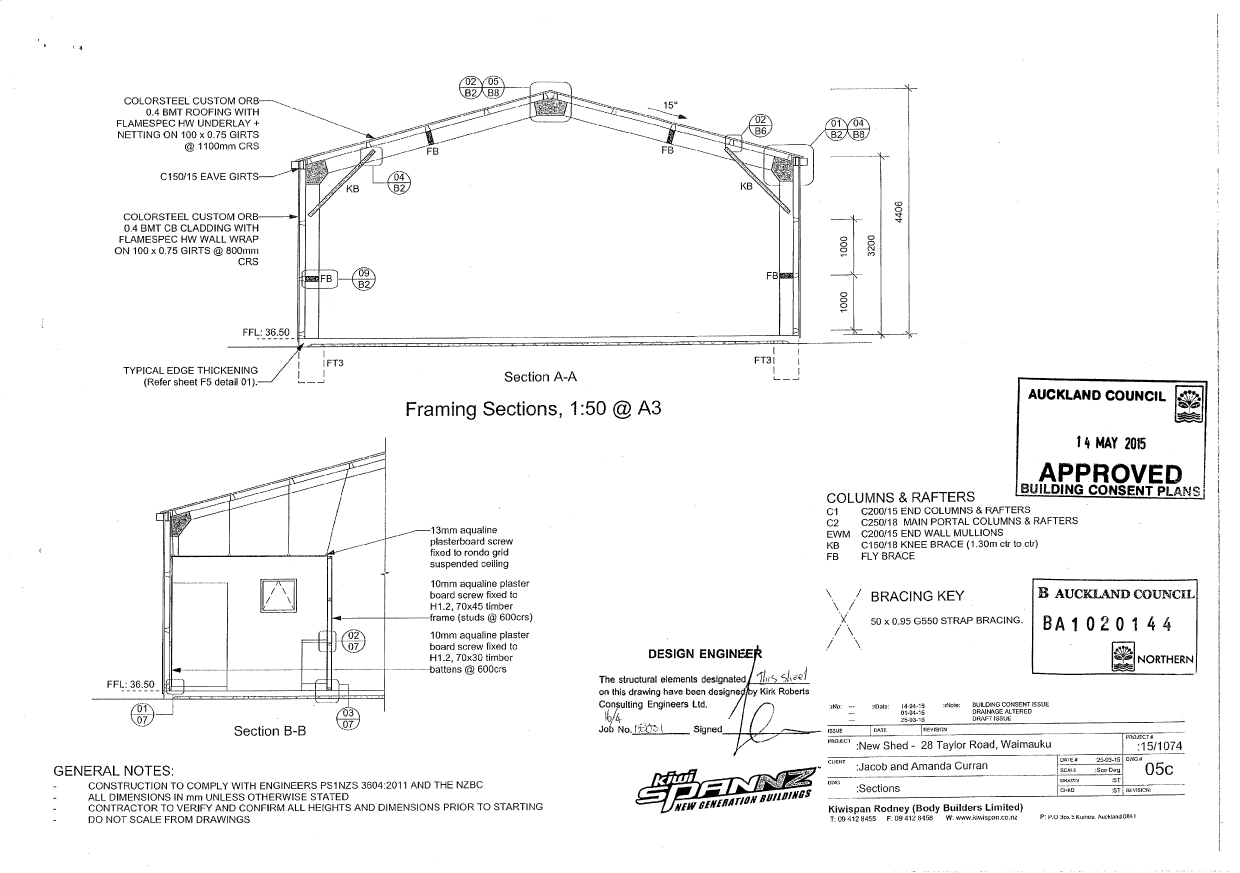 02 05
B2 B8
COLORSTEEL CUSTOM ORB
0.4 BMT ROOFING WITH
FLAMESPEC HW UNDERLAY +
NETTING ON 100 x 0.75 GIRTS
@ 1100mm CRS
15°
02
B6
01 04
B2 B8
FB
FB
C150/15 EAVE GIRTS
KB
04
B2
KB
COLORSTEEL CUSTOM ORB
0.4 BMT CB CLADDING WITH
FLAMESPEC HW WALL WRAP
ON 100 x 0.75 GIRTS @ 800mm
CRS
1000
3200
4406
FB
09
B2
FB
1000
FFL: 36.50
FT3
FT3
TYPICAL EDGE THICKENING
(Refer sheet F5 detail 01).
Section A-A
Framing Sections, 1:50 @ A3
AUCKLAND COUNCIL
14 MAY 2015
APPROVED
BUILDING CONSENT PLANS
COLUMNS & RAFTERS
C1 C200/15 END COLUMNS & RAFTERS
C2 C250/18 MAIN PORTAL COLUMNS & RAFTERS
EWM C200/15 END WALL MULLIONS
KB C150/18 KNEE BRACE (1.30m ctr to ctr)
FB FLY BRACE
13mm aqualine
plasterboard screw
fixed to rondo grid
suspended ceiling
10mm aqualine plaster
board screw fixed to
H1.2, 70x45 timber
frame (studs @ 600crs)
10mm aqualine plaster
board screw fixed to
H1.2, 70x30 timber
battens @ 600crs
02
07
FFL: 36.50
01
07
03
07
Section B-B
BRACING KEY
50 x 0.95 G550 STRAP BRACING.
B AUCKLAND COUNCIL
BA1020144
NORTHERN
DESIGN ENGINEER
The structural elements designated This sheet
on this drawing have been designed by Kirk Roberts
Consulting Engineers Ltd.
16/4
Job No. Signed
kiwi
SPANNZ
NEW GENERATION BUILDINGS
:Date: 14-04-15 :Note: BUILDING CONSENT ISSUE
01-04-15 DRAINAGE ALTERED
25-03-15 DRAFT ISSUE
ISSUE DATE REVISION
PROJECT :New Shed - 28 Taylor Road, Waimauku
PROJECT # :15/1074
CLIENT :Jacob and Amanda Curran
DATE # :25-03-15
SCALE :See Dwg
DWG # 05c
DWG :Sections
DRAWN :ST
CHKD :ST
REVISION:
Kiwispan Rodney (Body Builders Limited)
T: 09 412 8455 F: 09 412 8458 W: www.kiwispan.co.nz P: P.O Box 5 Kumeu, Auckland 0841
GENERAL NOTES:
- CONSTRUCTION TO COMPLY WITH ENGINEERS PS1NZS 3604:2011 AND THE NZBC
- ALL DIMENSIONS IN mm UNLESS OTHERWISE STATED
- CONTRACTOR TO VERIFY AND CONFIRM ALL HEIGHTS AND DIMENSIONS PRIOR TO STARTING
- DO NOT SCALE FROM DRAWINGS